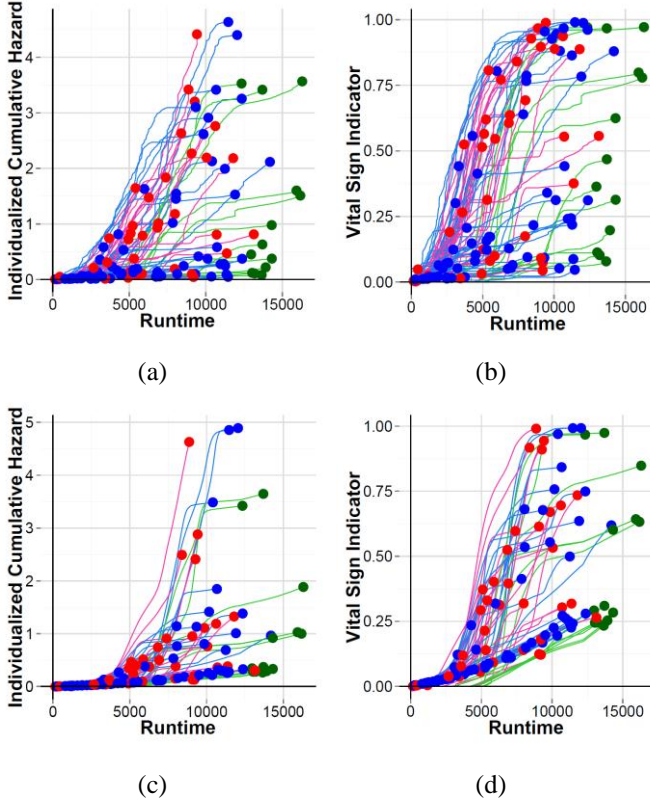 Individualized Cumulative Hazard
4
3
2
1
0
0 5000 10000 15000
Runtime
(a)
Vital Sign Indicator
1.00
0.75
0.50
0.25
0.00
0 5000 10000 15000
Runtime
(b)
Individualized Cumulative Hazard
5
4
3
2
1
0
0 5000 10000 15000
Runtime
(c)
Vital Sign Indicator
1.00
0.75
0.50
0.25
0.00
0 5000 10000 15000
Runtime
(d)